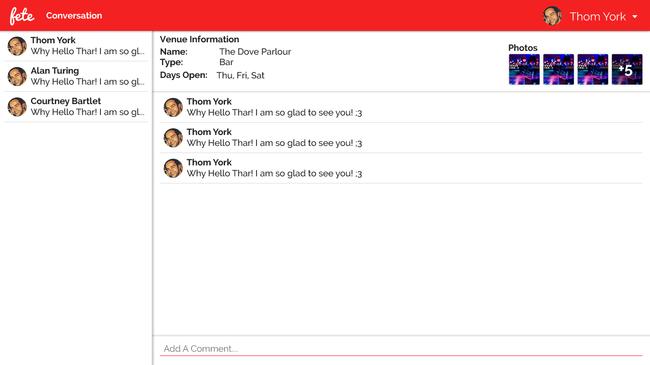 fete
Conversation
Thom York
Thom York
Why Hello Thar! I am so gl...
Alan Turing
Why Hello Thar! I am so gl...
Courtney Bartlet
Why Hello Thar! I am so gl...
Venue Information
Name: The Dove Parlour
Type: Bar
Days Open: Thu, Fri, Sat
Photos
+5
Thom York
Why Hello Thar! I am so glad to see you! ;3
Thom York
Why Hello Thar! I am so glad to see you! ;3
Thom York
Why Hello Thar! I am so glad to see you! ;3
Add A Comment...